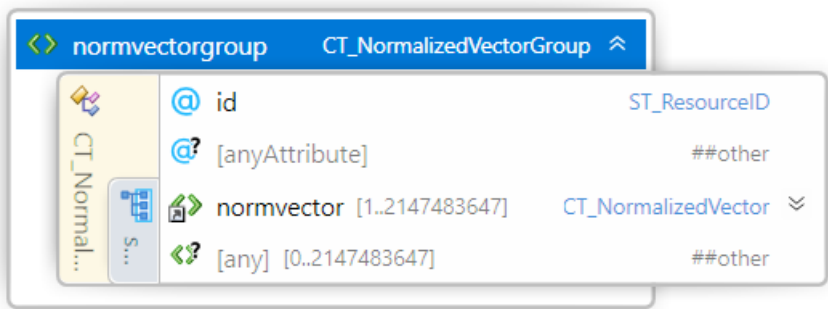 normvectorgroup CT_NormalizedVectorGroup
CT_Normal...
S...
@ id ST_ResourceID
@? [anyAttribute] ##other
normvector [1..2147483647] CT_NormalizedVector
<>? [any] [0..2147483647] ##other